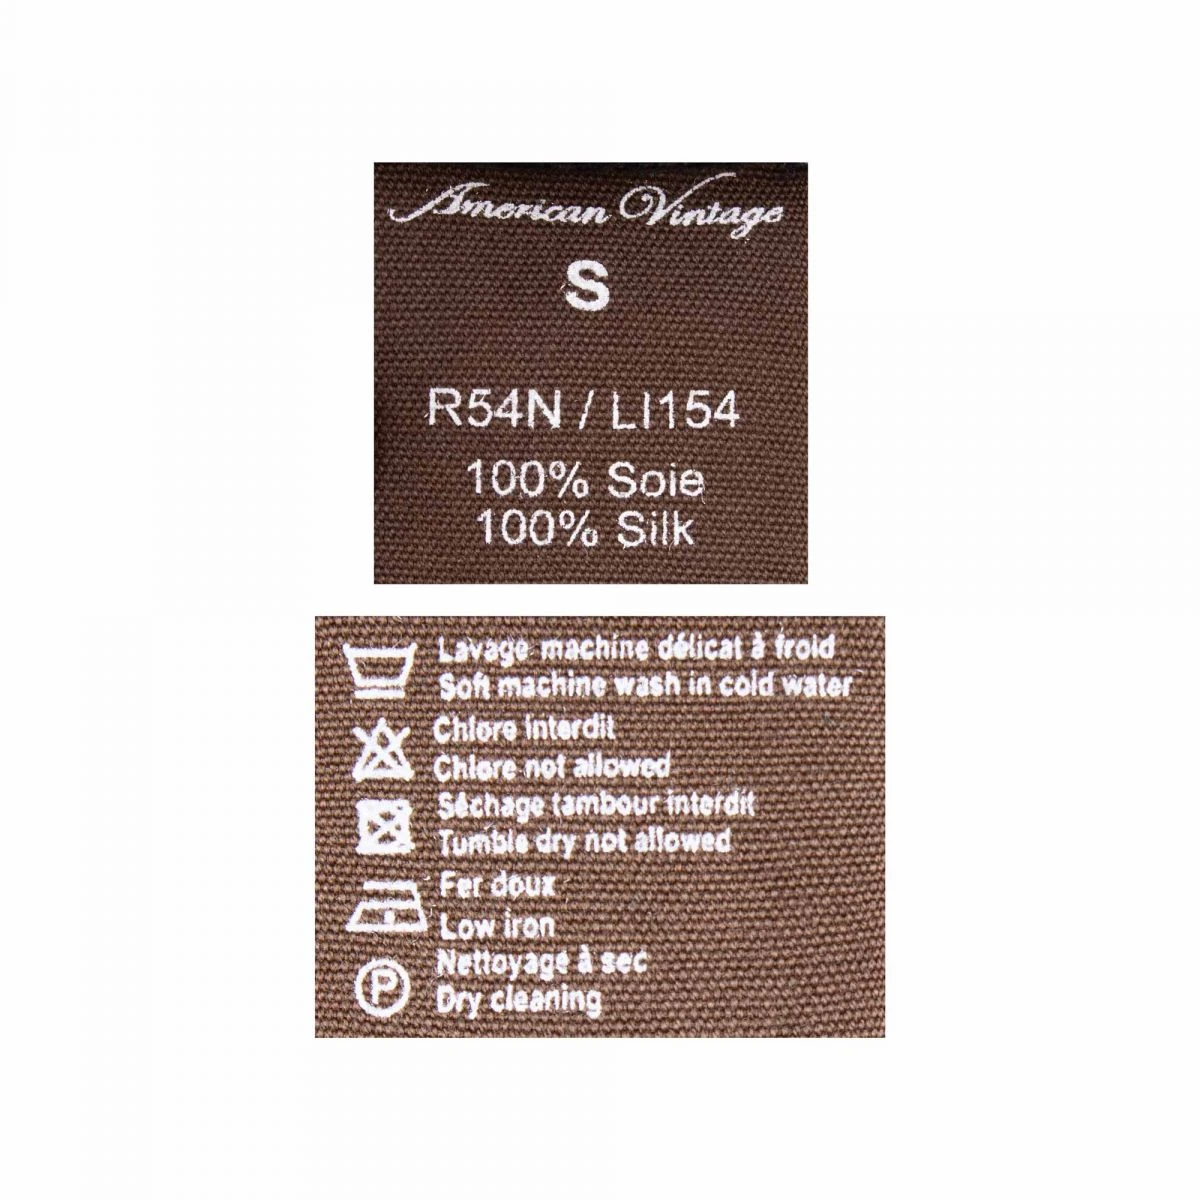 American Vintage
S
R54N / LI154
100% Soie
100% Silk
Lavage machine délicat à froid
Soft machine wash in cold water
Chlore interdit
Chlore not allowed
Séchage tambour interdit
Tumble dry not allowed
Fer doux
Low iron
Nettoyage à sec
P
Dry cleaning